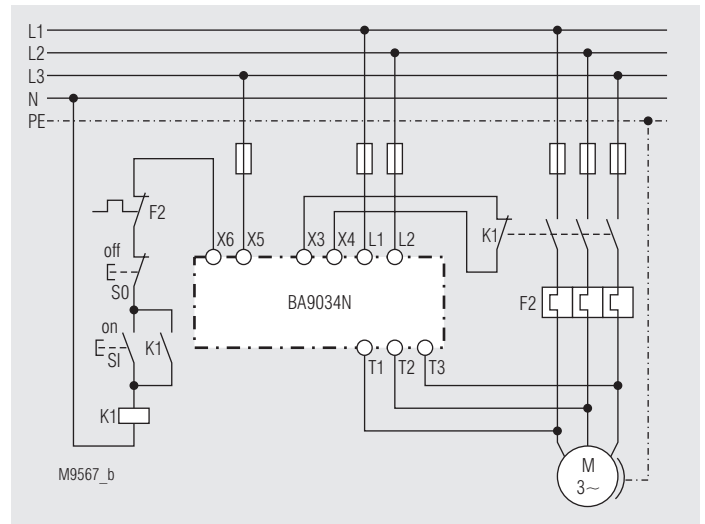 L1
L2
L3
N
PE
F2
X6 X5 X3 X4 L1 L2
K1
off
E
S0
BA9034N
F2
on
E
SI
K1
T1 T2 T3
K1
M9567_b
M
3~